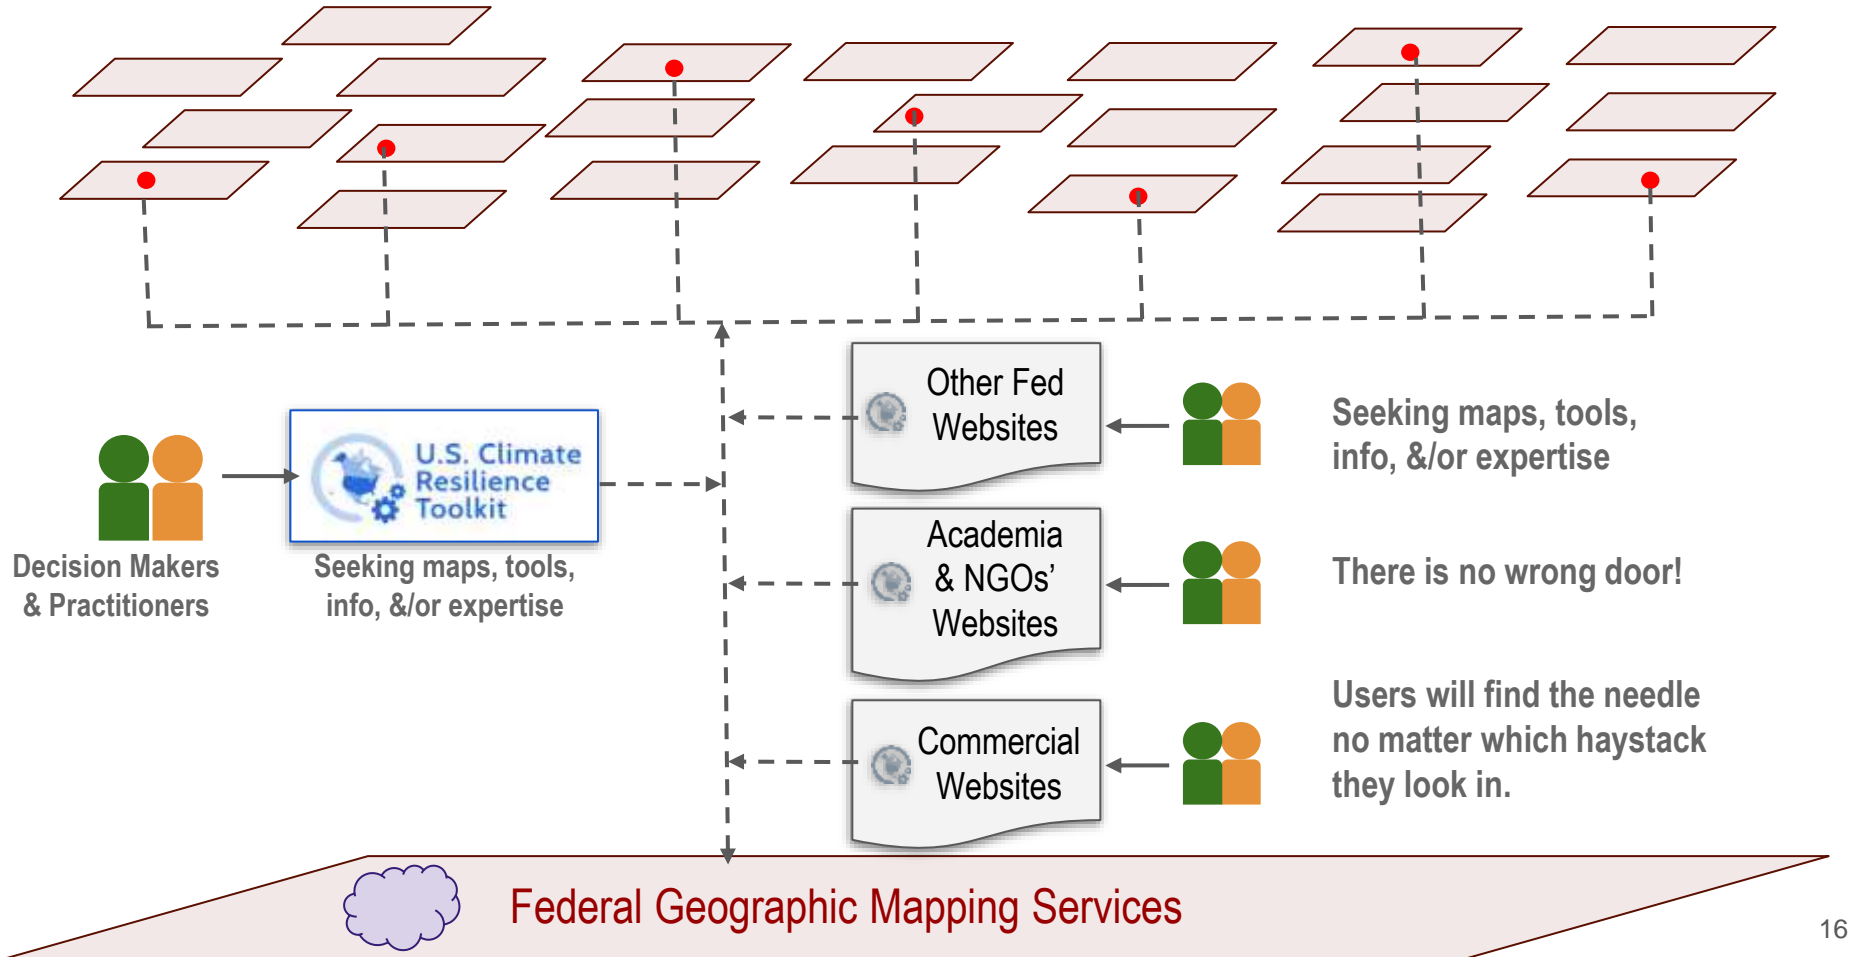 U.S. Climate
Resilience
Toolkit
Decision Makers
& Practitioners
Seeking maps, tools,
info, &/or expertise
Other Fed
Websites
Academia
& NGOs’
Websites
Commercial
Websites
Seeking maps, tools,
info, &/or expertise
There is no wrong door!
Users will find the needle
no matter which haystack
they look in.
Federal Geographic Mapping Services
16